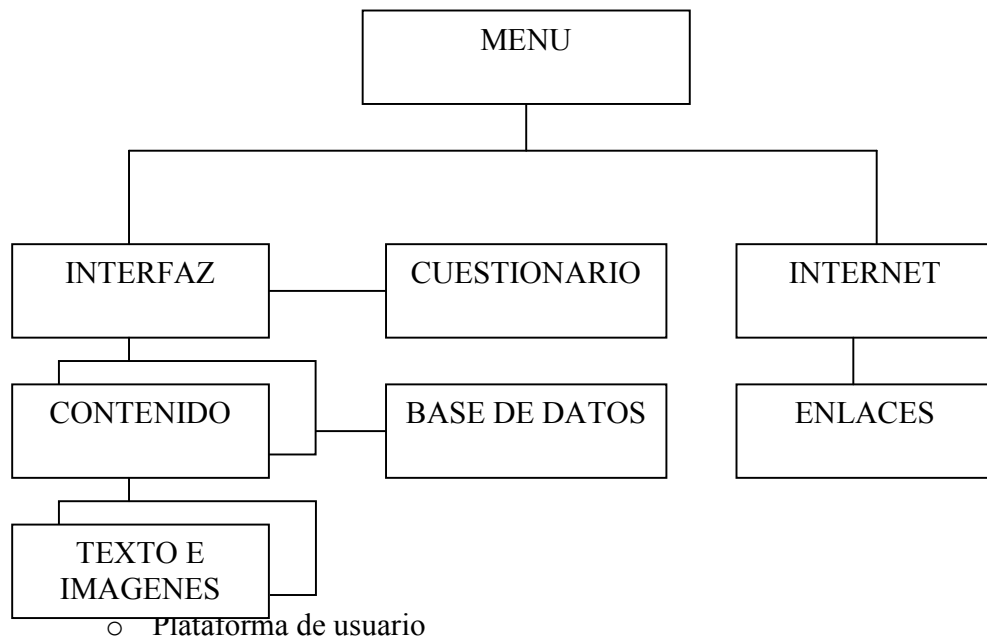 MENU
INTERFAZ
CUESTIONARIO
INTERNET
CONTENIDO
BASE DE DATOS
ENLACES
TEXTO E
IMAGENES
o Plataforma de usuario